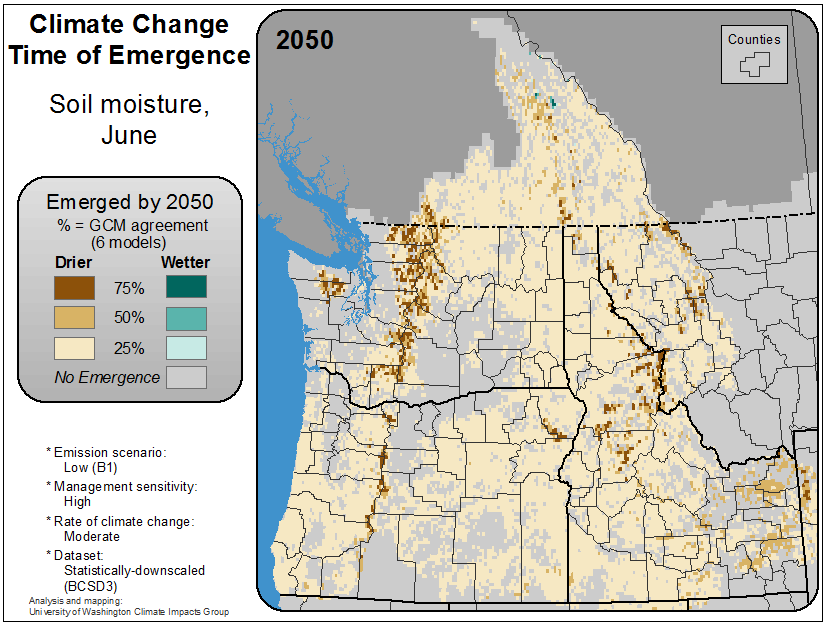 Climate Change
Time of Emergence
Soil moisture,
June
Emerged by 2050
% = GCM agreement
(6 models)
Drier Wetter
75%
50%
25%
No Emergence
* Emission scenario:
Low (B1)
* Management sensitivity:
High
* Rate of climate change:
Moderate
* Dataset:
Statistically-downscaled
(BCSD3)
Analysis and mapping:
University of Washington Climate Impacts Group
2050
Counties